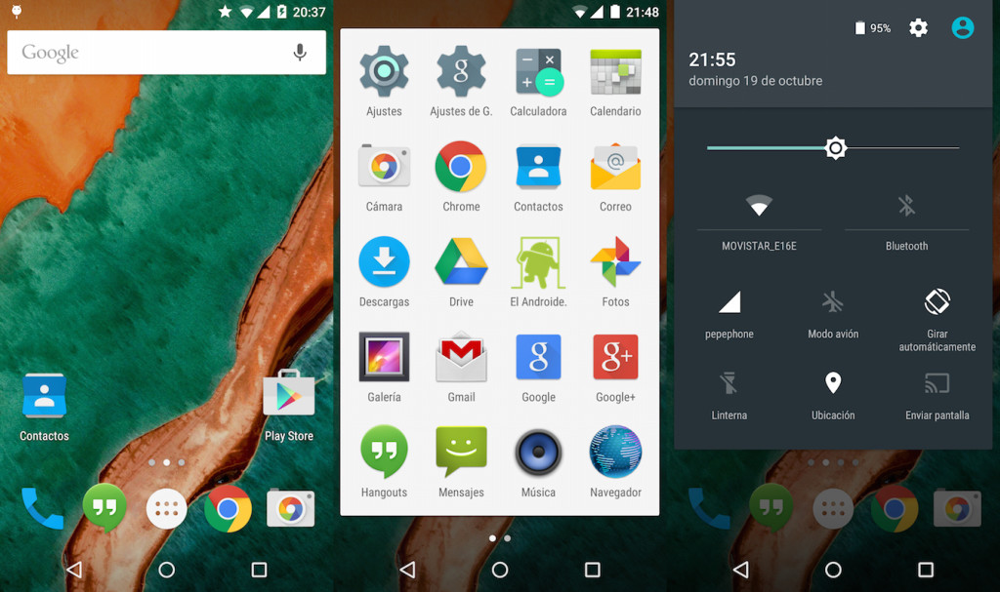 20:37
Google
Contactos
Play Store
21:48
Ajustes
Ajustes de G.
Calculadora
Calendario
Cámara
Chrome
Contactos
Correo
Descargas
Drive
El Androide.
Fotos
Galería
Gmail
Google
Google+
Hangouts
Mensajes
Música
Navegador
95%
21:55
domingo 19 de octubre
MOVISTAR_E16E
Bluetooth
pepephone
Modo avión
Girar
automáticamente
Linterna
Ubicación
Enviar pantalla